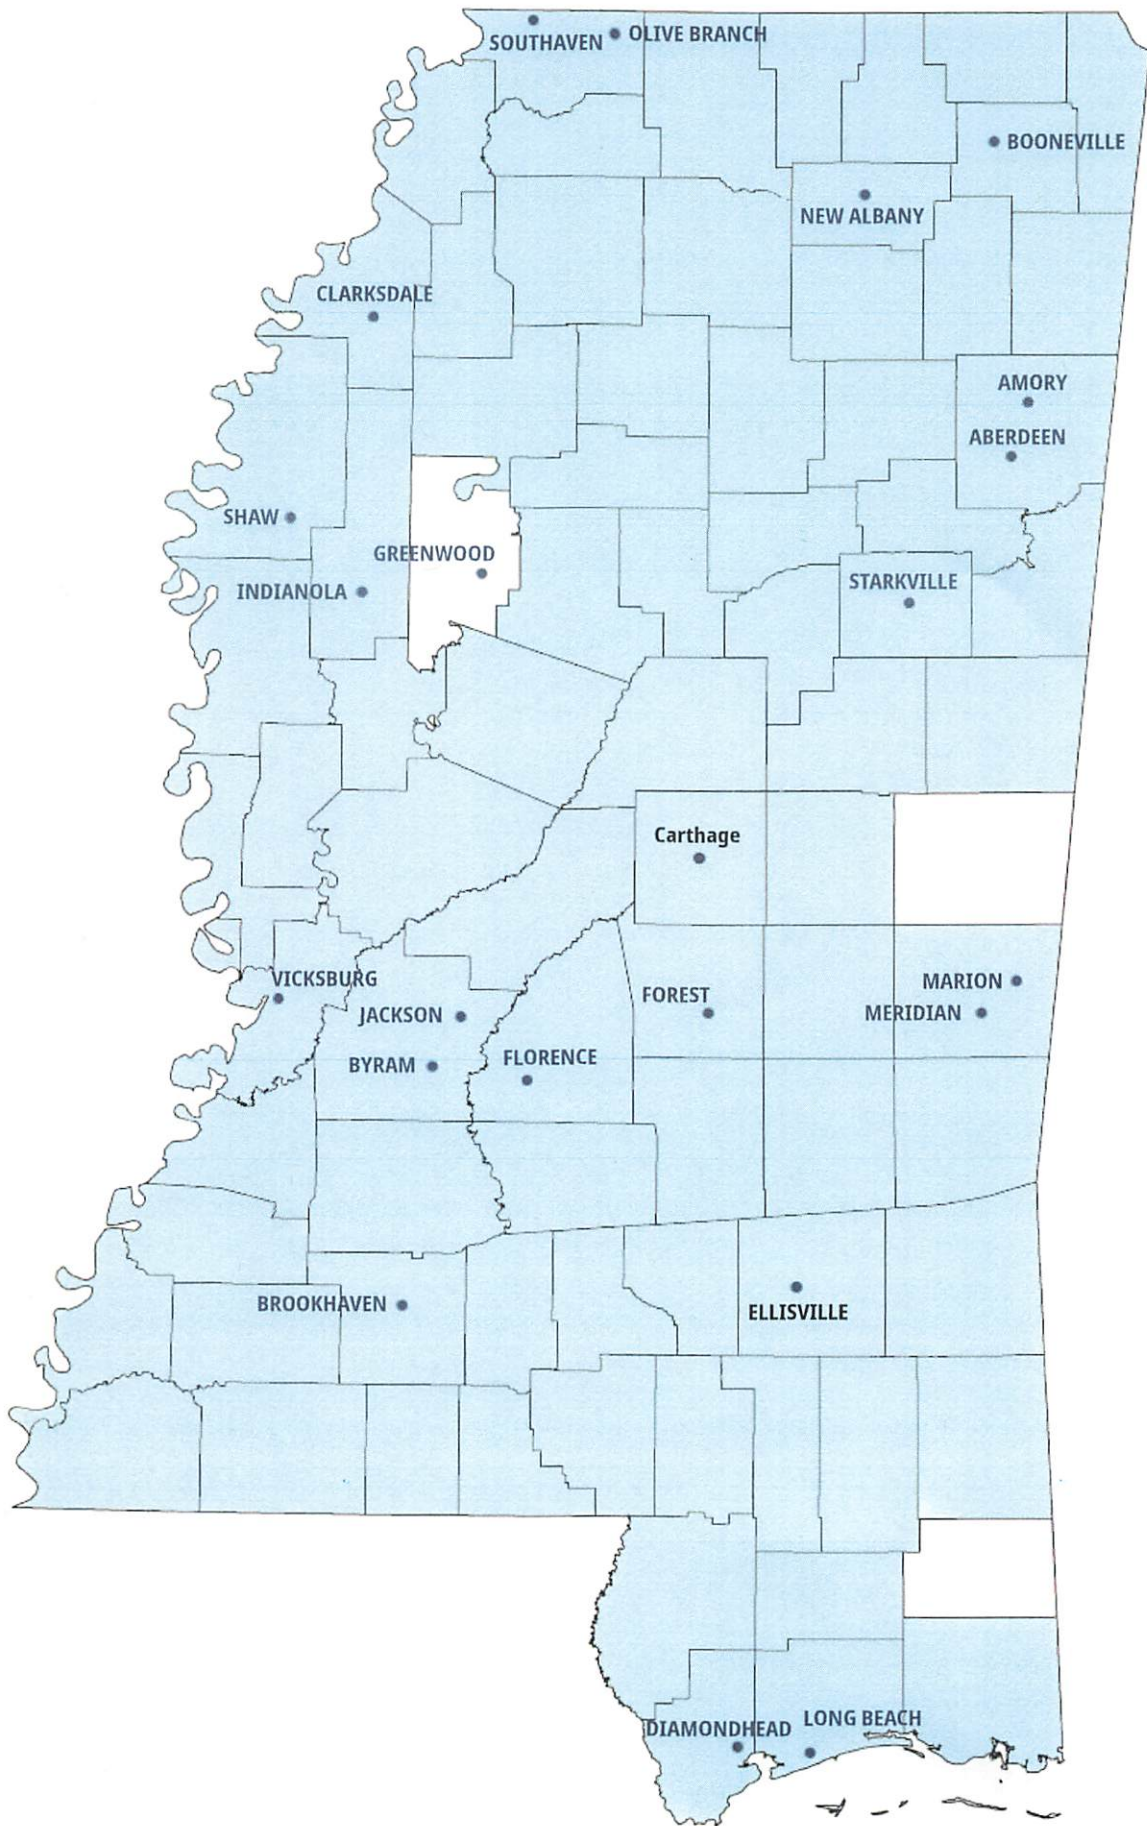 SOUTHAVEN
OLIVE BRANCH
BOONEVILLE
NEW ALBANY
CLARKSDALE
AMORY
ABERDEEN
SHAW
GREENWOOD
INDIANOLA
STARKVILLE
Carthage
VICKSBURG
JACKSON
FOREST
MARION
MERIDIAN
BYRAM
FLORENCE
BROOKHAVEN
ELLISVILLE
DIAMONDHEAD
LONG BEACH